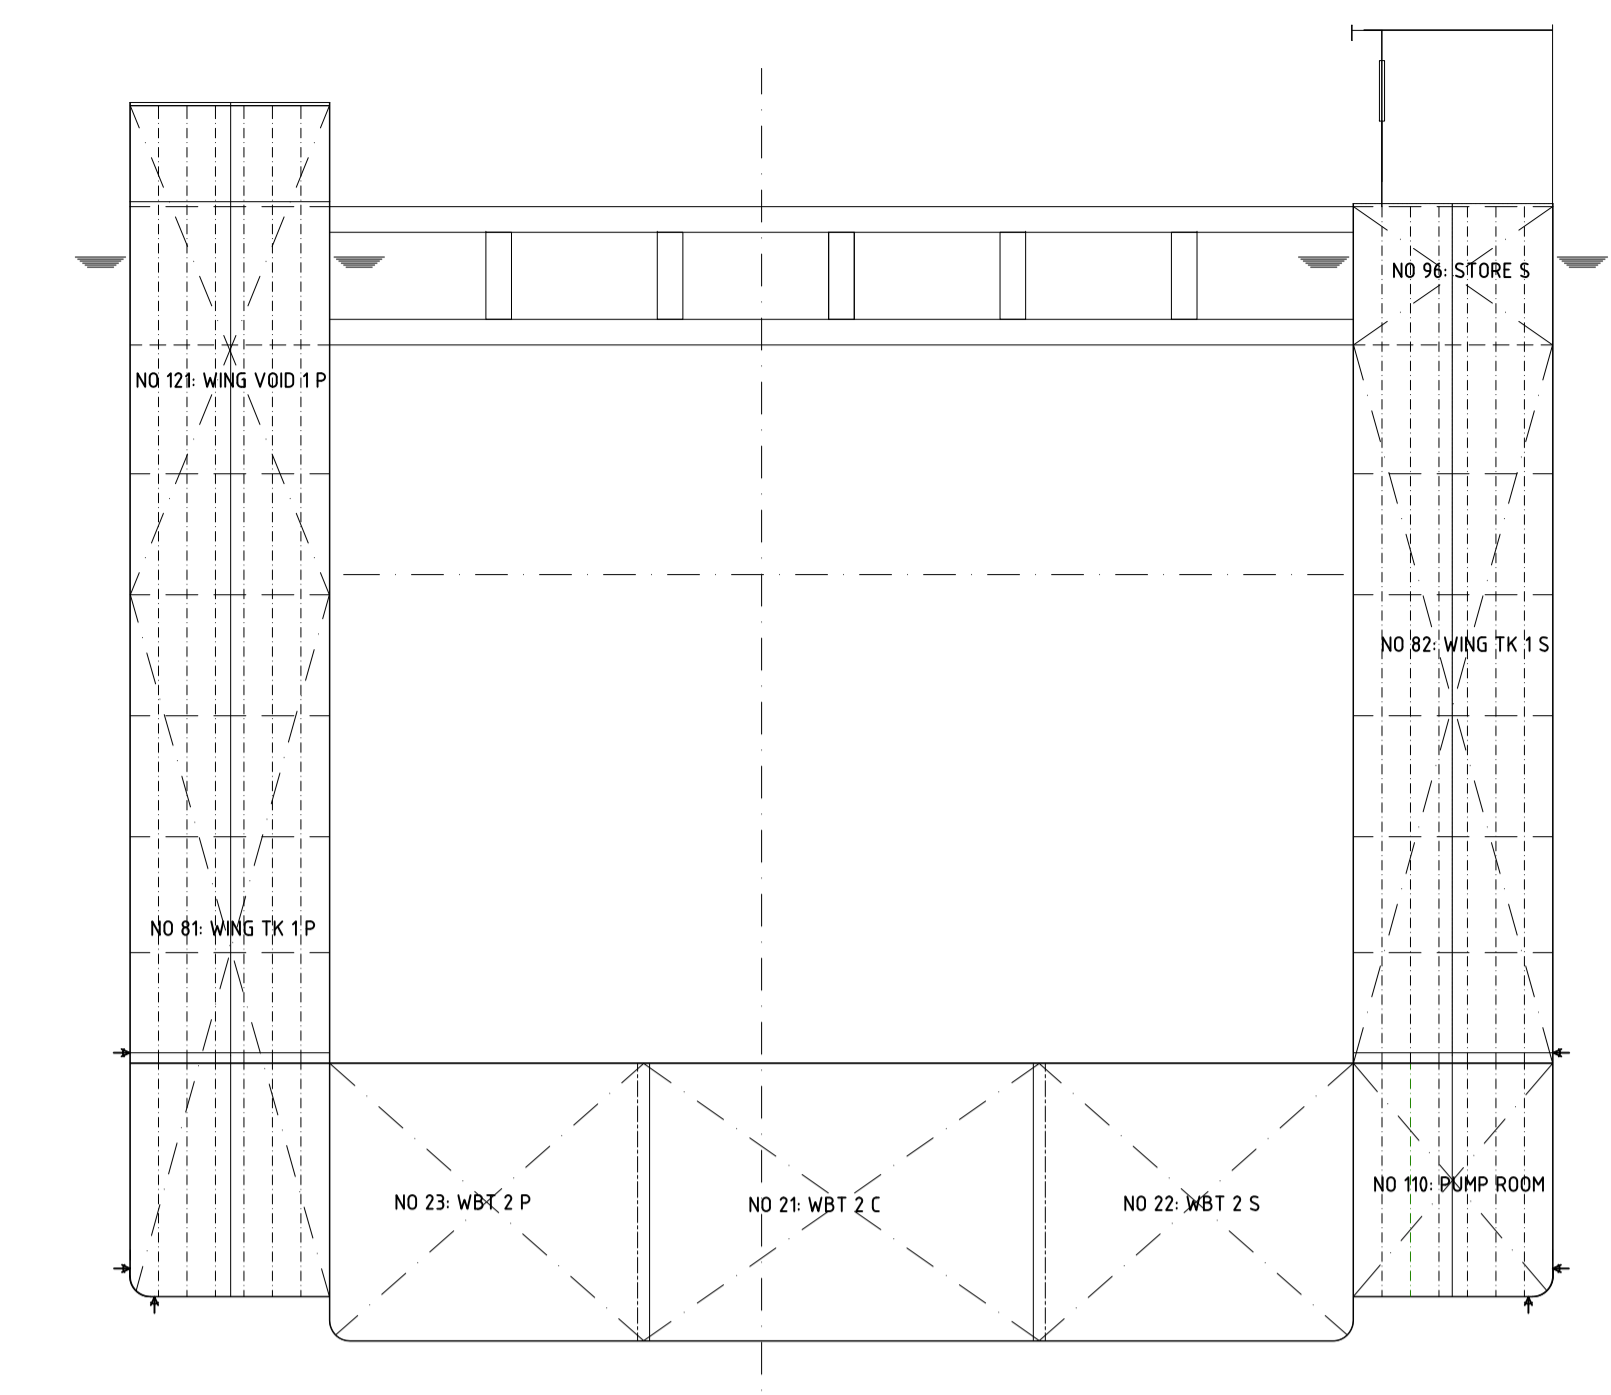 NO 96: STORE S
NO 121: WING VOID 1 P
NO 82: WING TK 1 S
NO 81: WING TK 1 P
NO 110: PUMP ROOM
NO 23: WBT 2 P
NO 21: WBT 2 C
NO 22: WBT 2 S